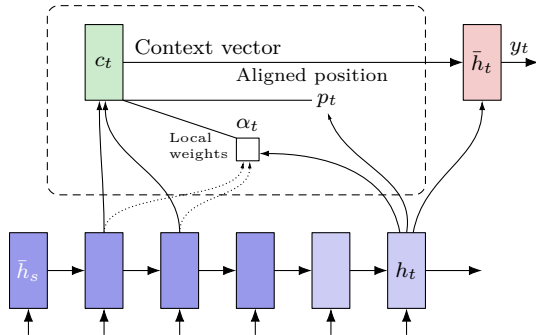 c_t
Context vector
h̄_t
y_t
Aligned position
p_t
α_t
Local
weights
h̄_s
h_t